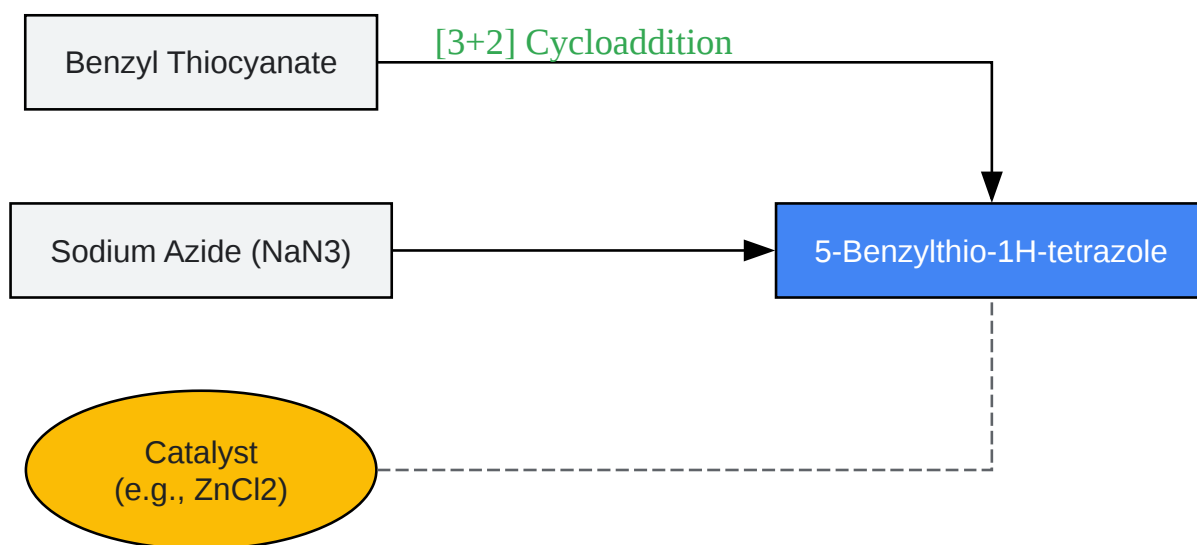 [3+2] Cycloaddition
Benzyl Thiocyanate
Sodium Azide (NaN3)
5-Benzylthio-1H-tetrazole
Catalyst
(e.g., ZnCl2)